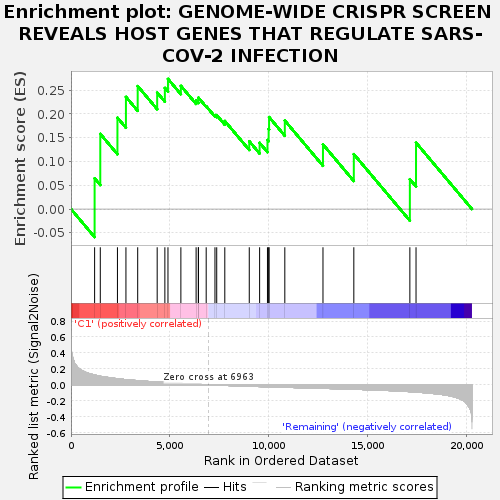 Enrichment plot: GENOME-WIDE CRISPR SCREEN
REVEALS HOST GENES THAT REGULATE SARS-
COV-2 INFECTION
Enrichment score (ES)
0.25
0.20
0.15
0.10
0.05
0.00
-0.05
'C1' (positively correlated)
Ranked list metric (Signal2Noise)
0.8
0.6
0.4
0.2
0.0
-0.2
-0.4
-0.6
Zero cross at 6963
'Remaining' (negatively correlated)
0 5,000 10,000 15,000 20,000
Rank in Ordered Dataset
Enrichment profile Hits Ranking metric scores